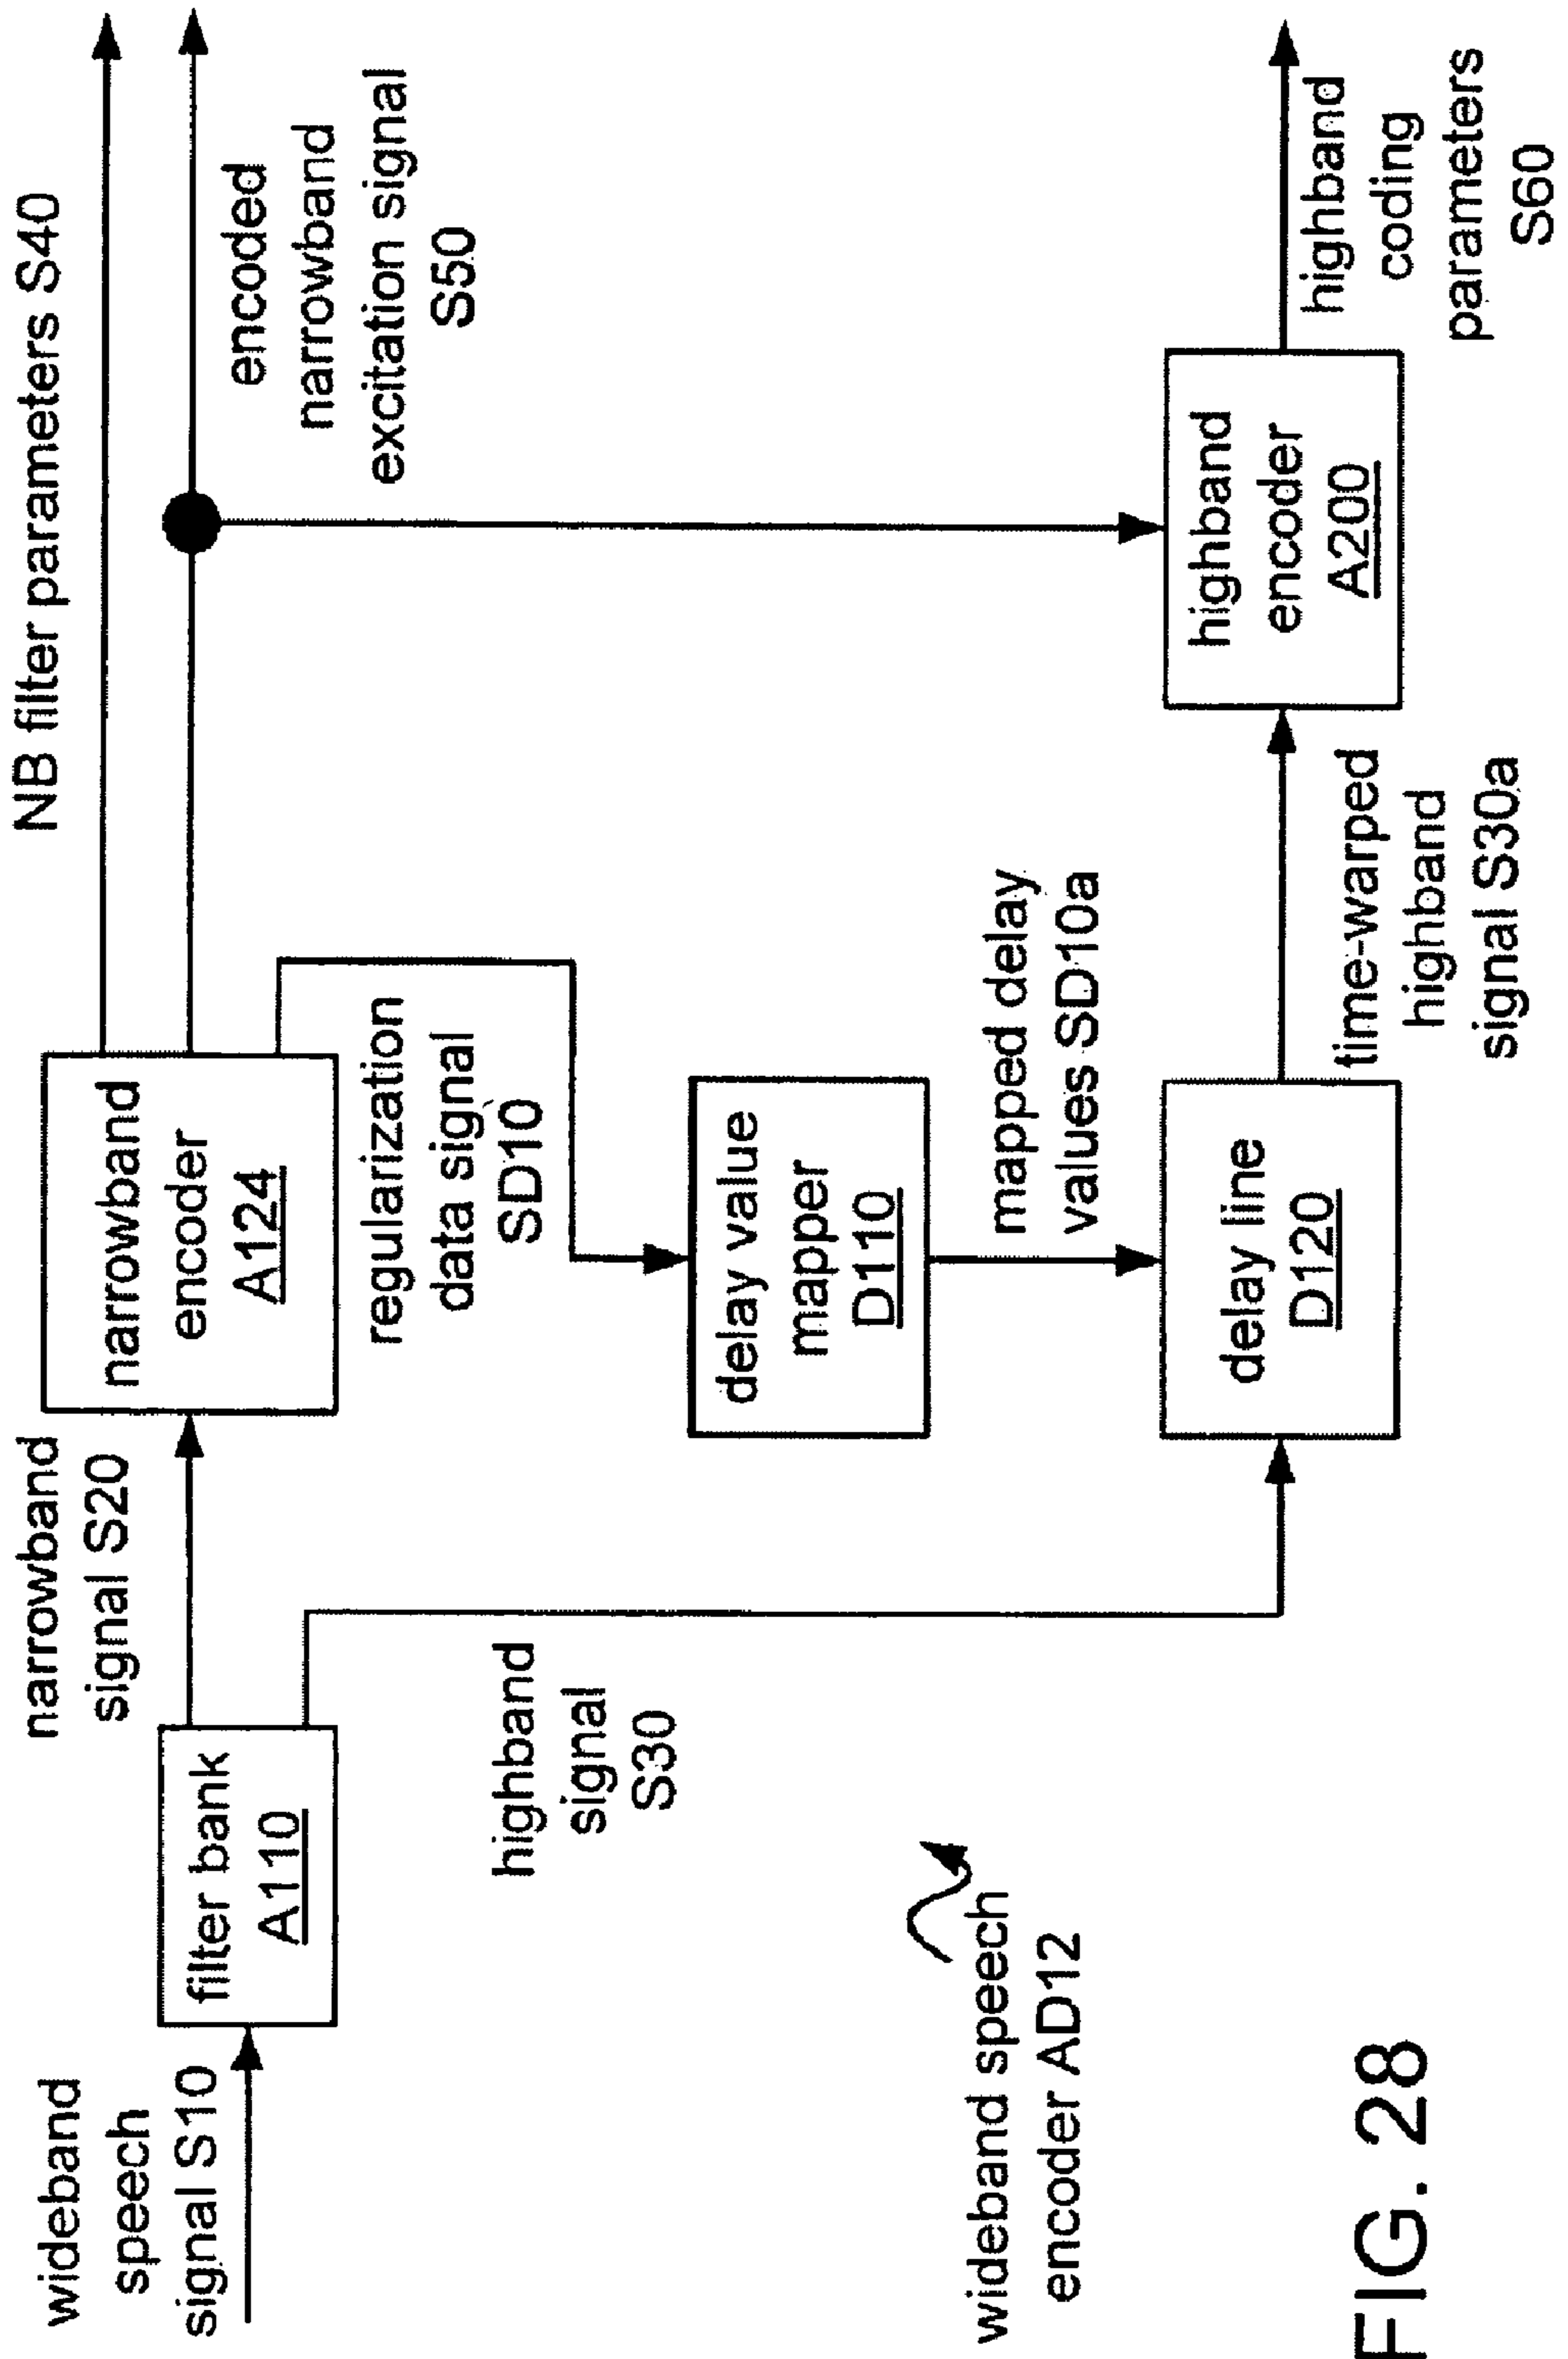 wideband
speech
signal S10
filter bank
A110
narrowband
signal S20
highband
signal
S30
narrowband
encoder
A124
NB filter parameters S40
encoded
narrowband
excitation signal
S50
regularization
data signal
SD10
delay value
mapper
D110
mapped delay
values SD10a
delay line
D120
time-warped
highband
signal S30a
highband
encoder
A200
highband
coding
parameters
S60
wideband speech
encoder AD12
FIG. 28